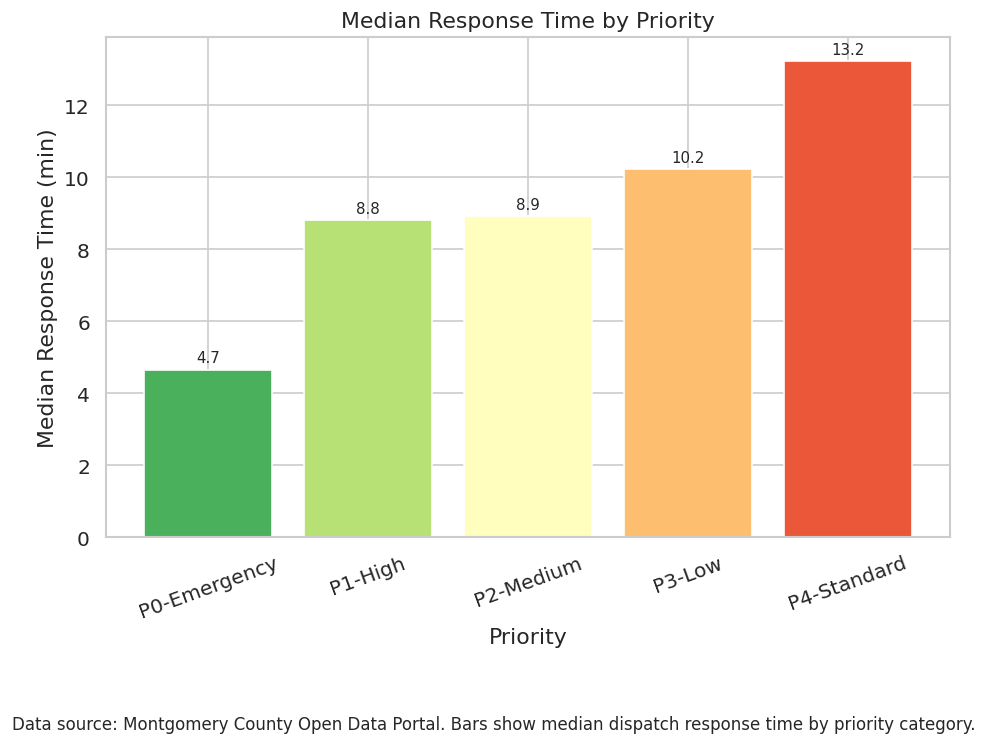 Median Response Time by Priority
Median Response Time (min)
12
10
8
6
4
2
0
4.7
8.8
8.9
10.2
13.2
P0-Emergency
P1-High
P2-Medium
P3-Low
P4-Standard
Priority
Data source: Montgomery County Open Data Portal. Bars show median dispatch response time by priority category.